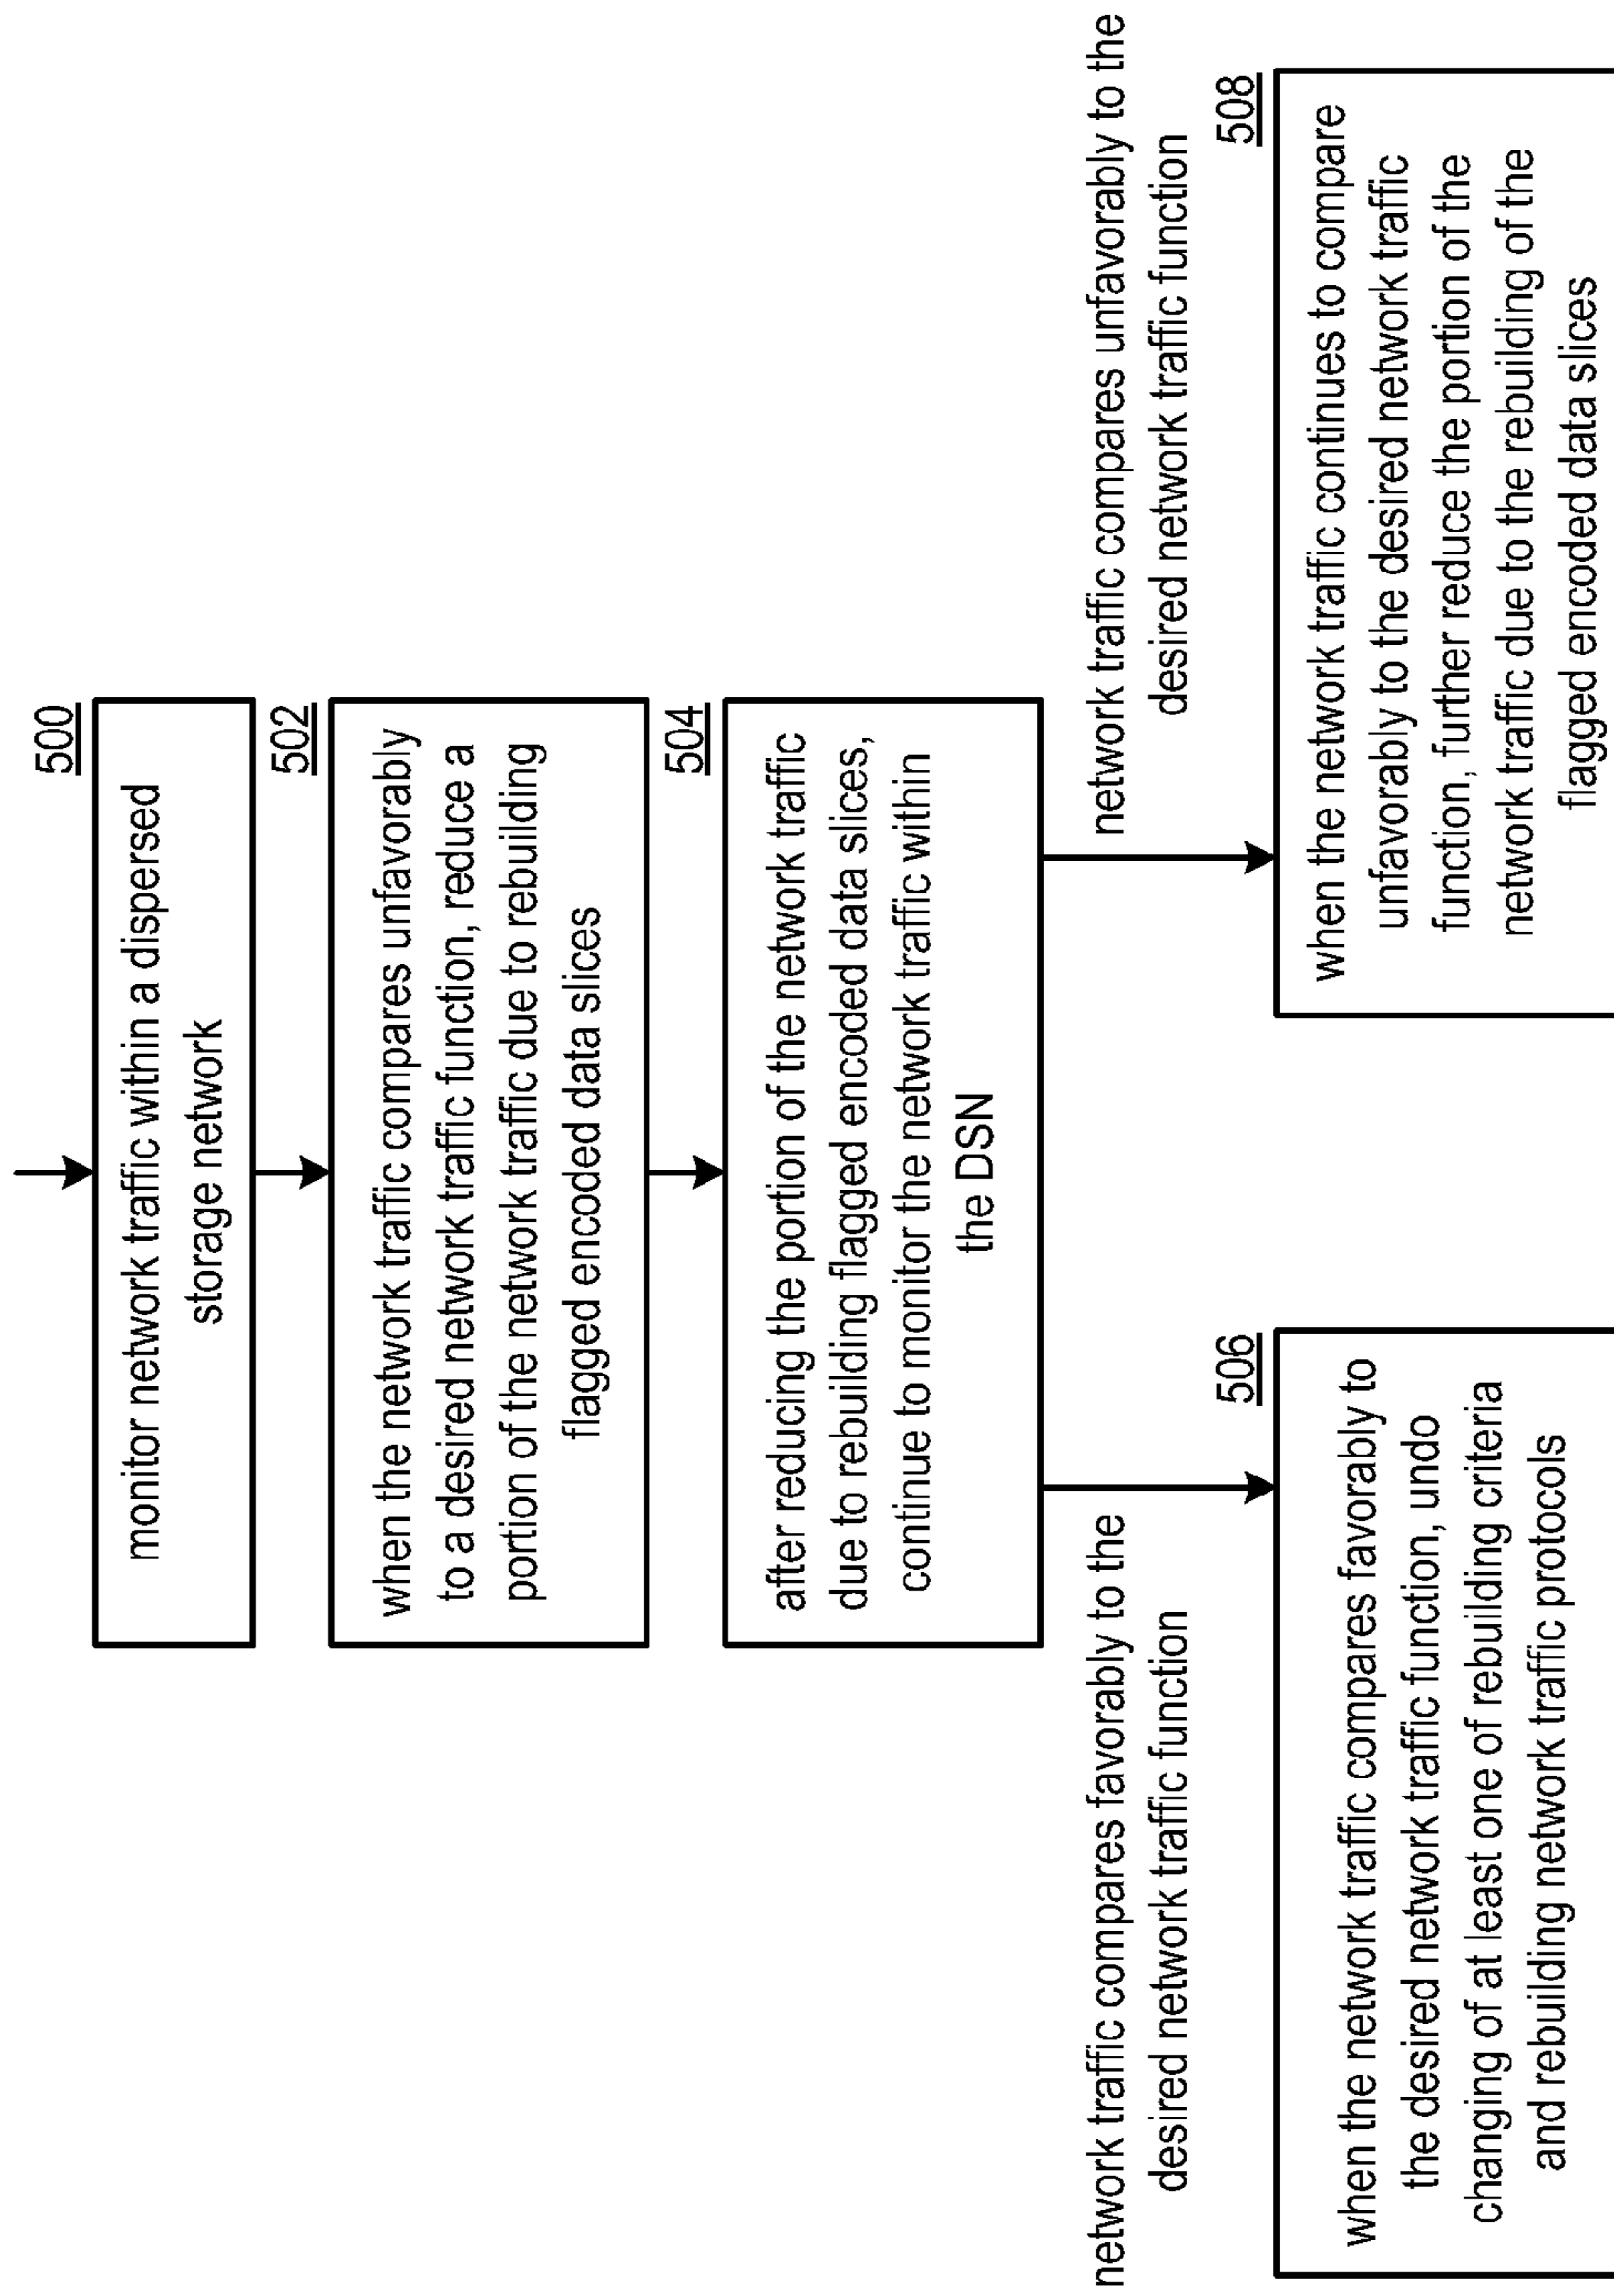 500
monitor network traffic within a dispersed
storage network
502
when the network traffic compares unfavorably
to a desired network traffic function, reduce a
portion of the network traffic due to rebuilding
flagged encoded data slices
504
after reducing the portion of the network traffic
due to rebuilding flagged encoded data slices,
continue to monitor the network traffic within
the DSN
network traffic compares favorably to the
desired network traffic function
506
when the network traffic compares favorably to
the desired network traffic function, undo
changing of at least one of rebuilding criteria
and rebuilding network traffic protocols
network traffic compares unfavorably to the
desired network traffic function
508
when the network traffic continues to compare
unfavorably to the desired network traffic
function, further reduce the portion of the
network traffic due to the rebuilding of the
flagged encoded data slices